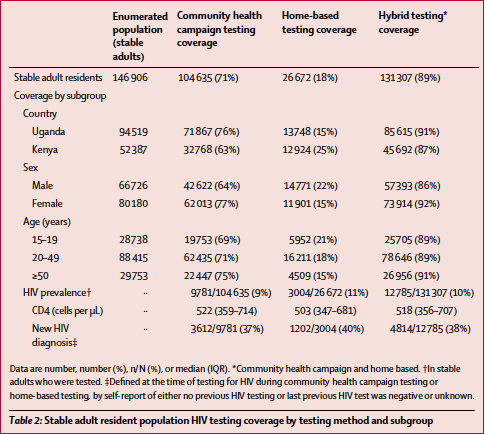 Enumerated population (stable adults) Community health campaign testing coverage Home-based testing coverage Hybrid testing* coverage
Stable adult residents 146 906 104 635 (71%) 26 672 (18%) 131 307 (89%)
Coverage by subgroup
Country
Uganda 94 519 71 867 (76%) 13 748 (15%) 85 615 (91%)
Kenya 52 387 32 768 (63%) 12 924 (25%) 45 692 (87%)
Sex
Male 66 726 42 622 (64%) 14 771 (22%) 57 393 (86%)
Female 80 180 62 013 (77%) 11 901 (15%) 73 914 (92%)
Age (years)
15–19 28 738 19 753 (69%) 5952 (21%) 25 705 (89%)
20–49 88 415 62 435 (71%) 16 211 (18%) 78 646 (89%)
≥50 29 753 22 447 (75%) 4509 (15%) 26 956 (91%)
HIV prevalence† ·· 9781/104 635 (9%) 3004/26 672 (11%) 12785/131 307 (10%)
CD4 (cells per µL) ·· 522 (359–714) 503 (347–681) 518 (356–707)
New HIV diagnosis‡ ·· 3612/9781 (37%) 1202/3004 (40%) 4814/12785 (38%)
Data are number, number (%), n/N (%), or median (IQR). *Community health campaign and home based. †In stable
adults who were tested. ‡Defined at the time of testing for HIV during community health campaign testing or
home-based testing, by self-report of either no previous HIV testing or last previous HIV test was negative or unknown.
Table 2: Stable adult resident population HIV testing coverage by testing method and subgroup